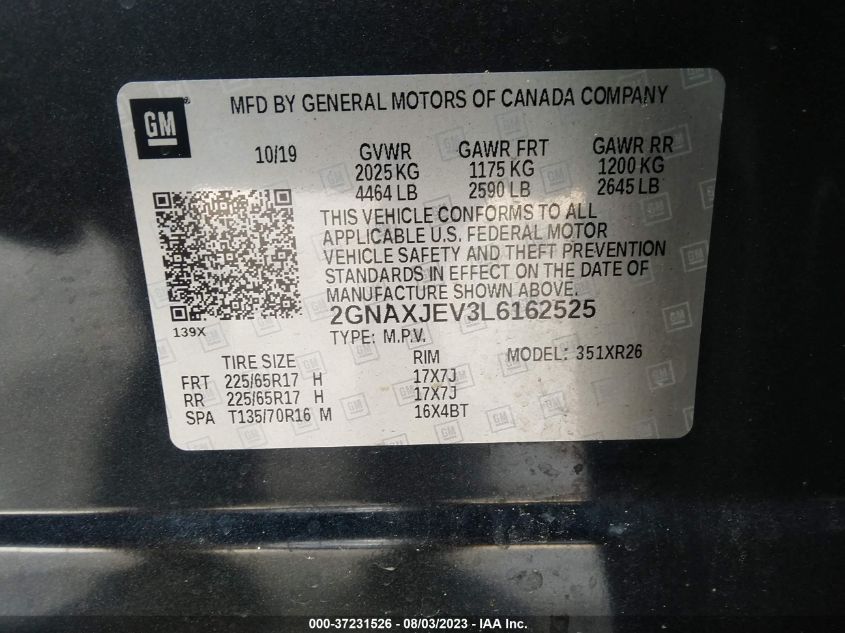 GM ®
MFD BY GENERAL MOTORS OF CANADA COMPANY
10/19 GVWR GAWR FRT GAWR RR
2025 KG 1175 KG 1200 KG
4464 LB 2590 LB 2645 LB
THIS VEHICLE CONFORMS TO ALL
APPLICABLE U.S. FEDERAL MOTOR
VEHICLE SAFETY AND THEFT PREVENTION
STANDARDS IN EFFECT ON THE DATE OF
MANUFACTURE SHOWN ABOVE.
2GNAXJEV3L6162525
139X
TYPE: M.P.V.
TIRE SIZE RIM MODEL: 351XR26
FRT 225/65R17 H 17X7J
RR 225/65R17 H 17X7J
SPA T135/70R16 M 16X4BT
000-37231526 - 08/03/2023 - IAA Inc.